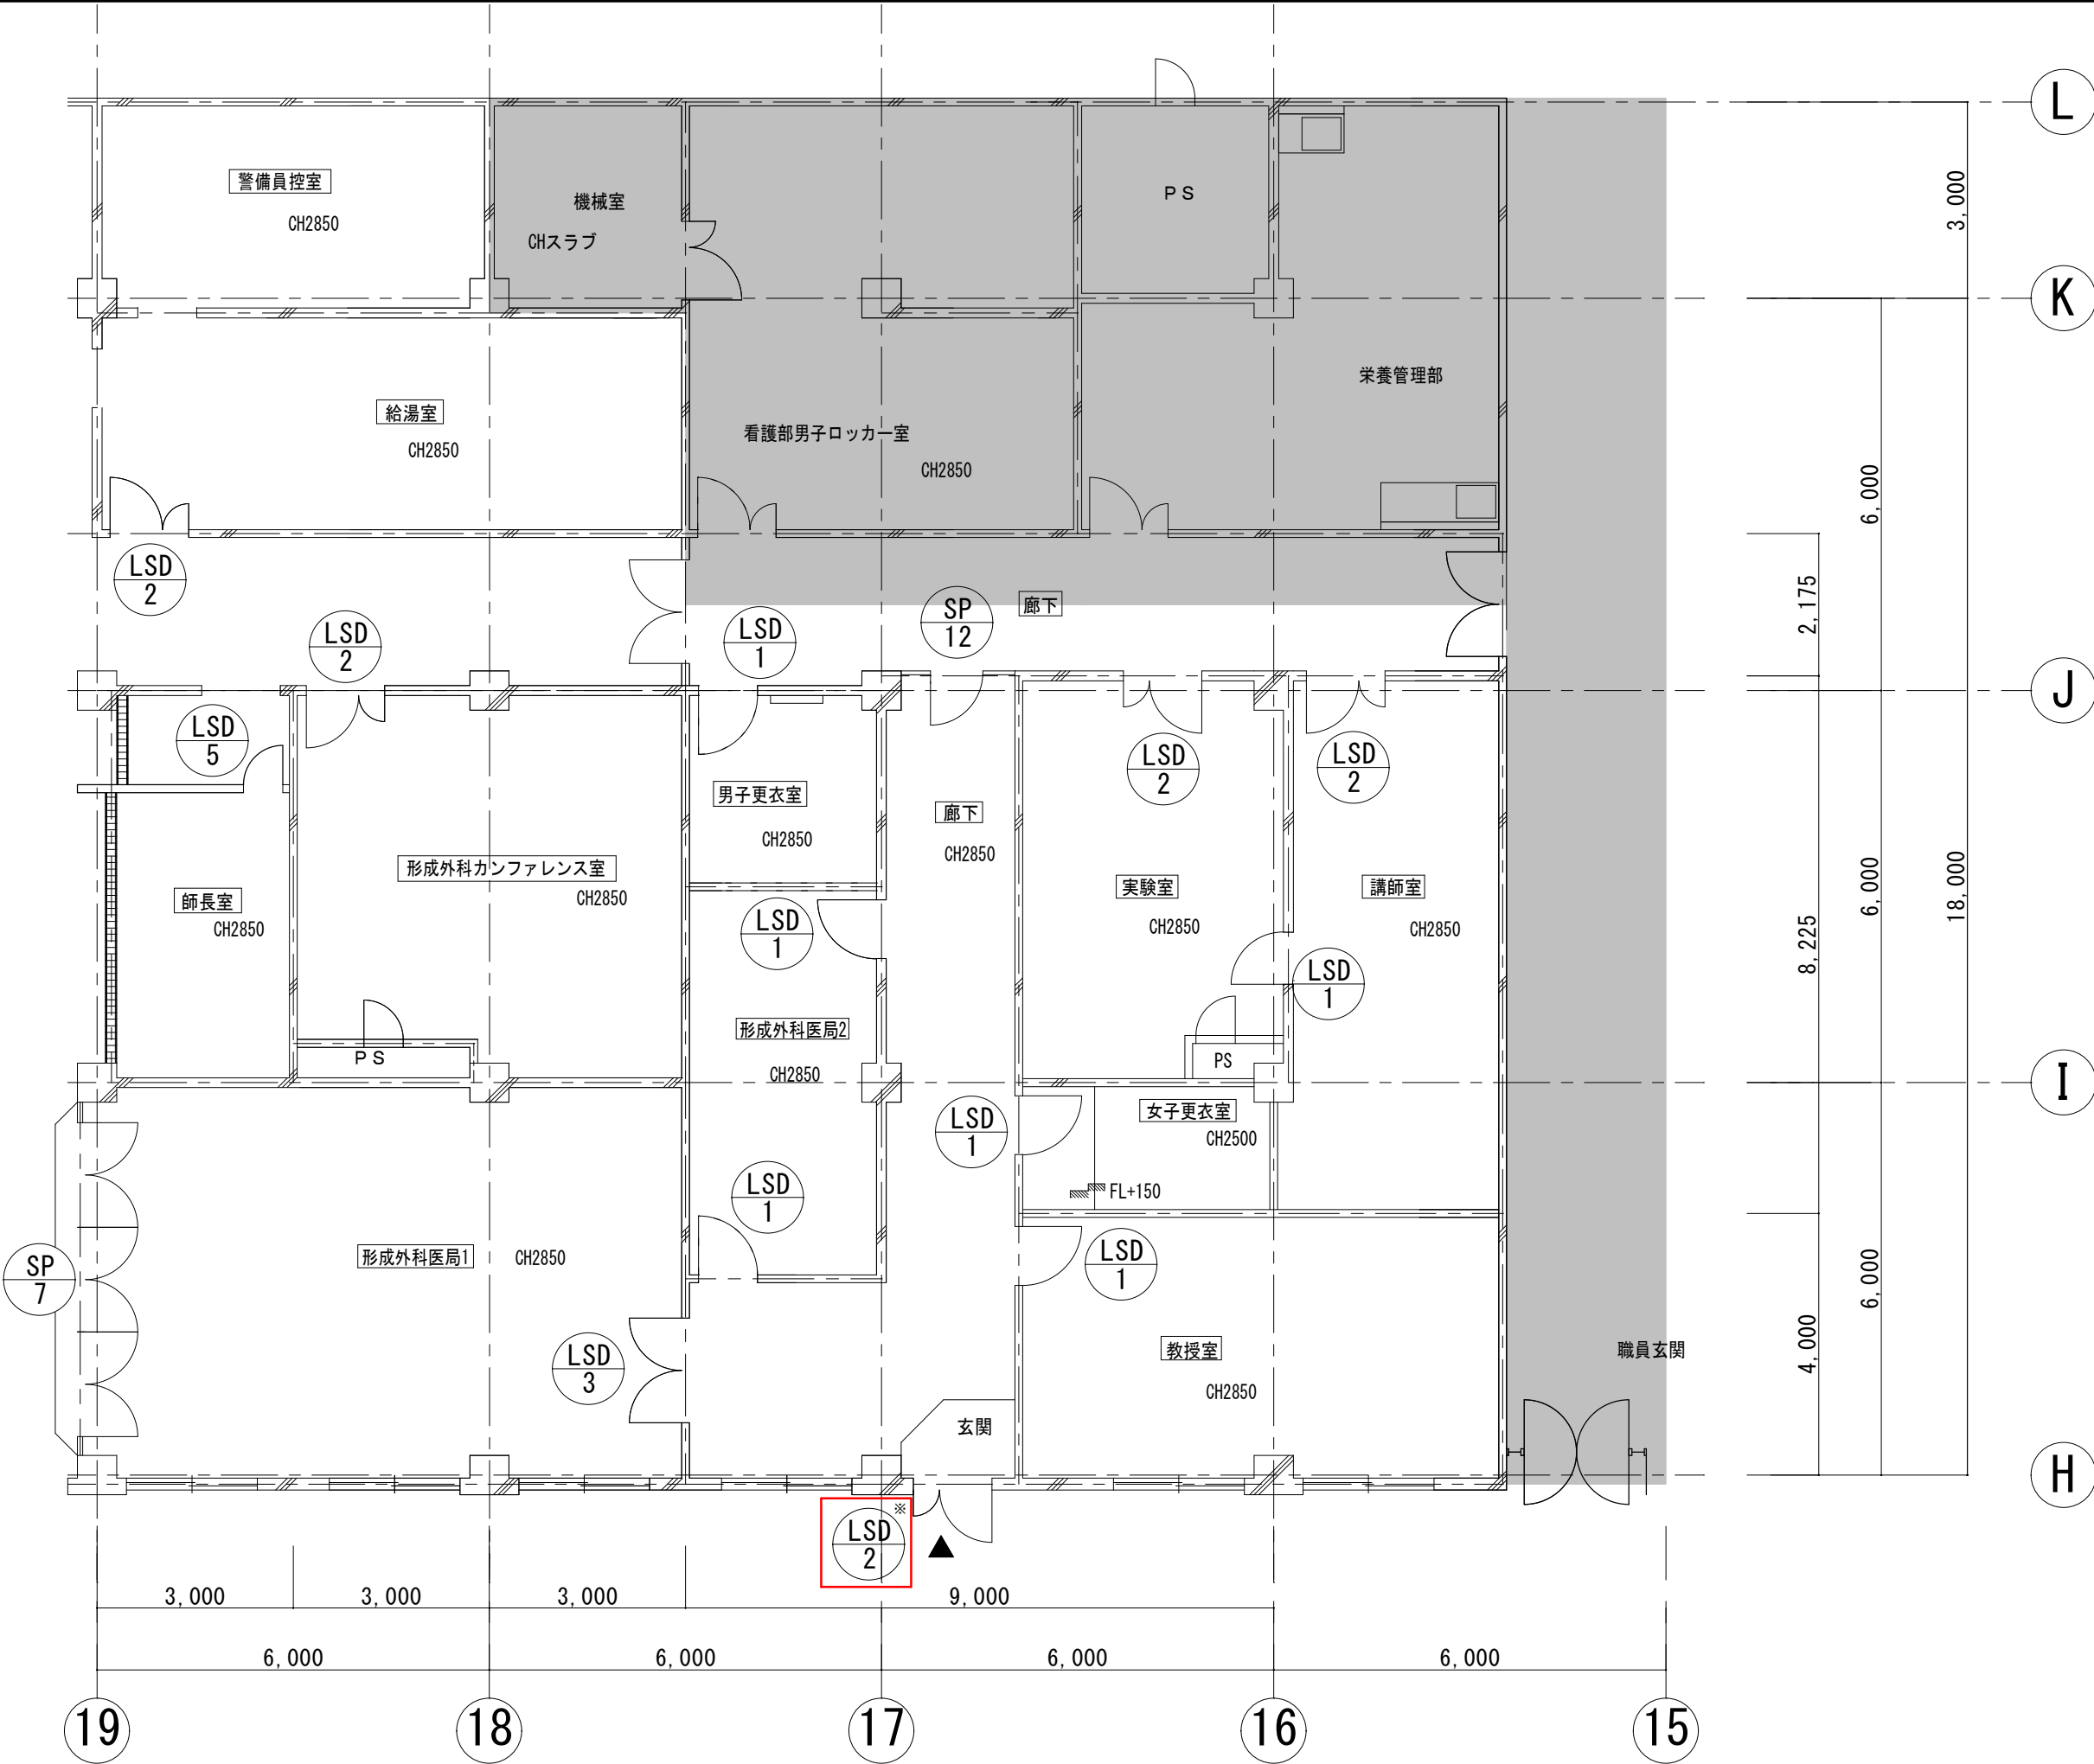 L
警備員控室
機械室
PS
CH2850
CHスラブ
3,000
K
栄養管理部
給湯室
看護部男子ロッカー室
CH2850
CH2850
6,000
LSD
2
SP
12
廊下
2,175
LSD
2
LSD
1
J
LSD
5
LSD
2
LSD
2
男子更衣室
廊下
CH2850
CH2850
形成外科カンファレンス室
CH2850
実験室
講師室
6,000
18,000
師長室
CH2850
LSD
1
CH2850
CH2850
8,225
LSD
1
形成外科医局2
PS
PS
CH2850
I
LSD
1
女子更衣室
CH2500
LSD
1
FL+150
形成外科医局1
CH2850
LSD
1
SP
7
6,000
LSD
3
教授室
職員玄関
4,000
CH2850
玄関
H
※
LSD
2
▲
3,000
3,000
3,000
9,000
6,000
6,000
6,000
6,000
19
18
17
16
15